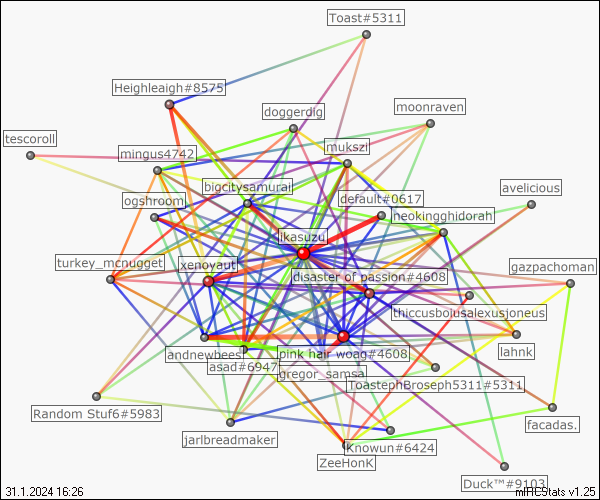 Toast#5311
Heighleaigh#8575
doggerdig
moonraven
tescoroll
mukszi
mingus4742
bigcitysamurai
avelicious
ogshroom
default#0617
neokingghidorah
ikasuzu
turkey_mcnugget
xenoyaut
gazpachoman
disaster of passion#4608
thiccusboiusalexusjoneus
andnewbees
pink hair woag#4608
lahnk
asad#6947
gregor_samsa
ToastephBroseph5311#5311
Random Stuf6#5983
facadas.
jarlbreadmaker
Knowun#6424
ZeeHonK
Duck™#9103
31.1.2024 16:26
mIRCStats v1.25